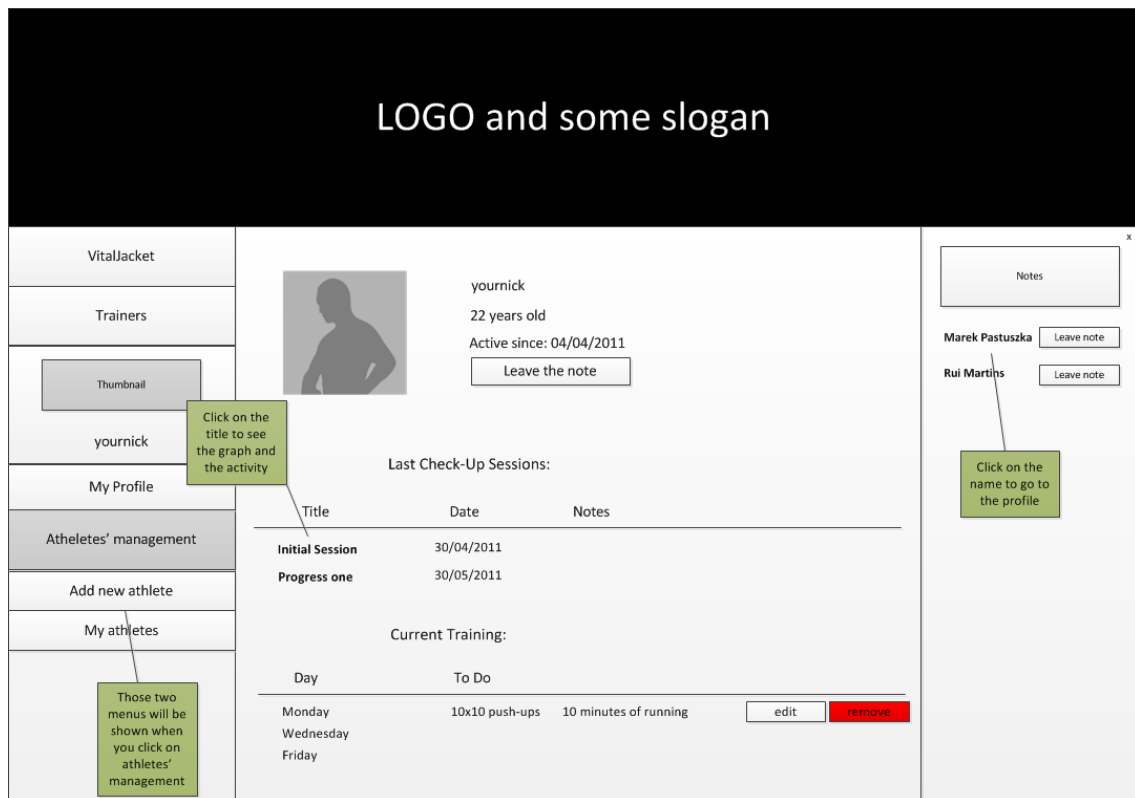 LOGO and some slogan
VitalJacket
Trainers
Thumbnail
yournick
My Profile
Atheletes' management
Add new athlete
My athletes
Those two
menus will be
shown when
you click on
athletes'
management
Click on the
title to see
the graph and
the activity
yournick
22 years old
Active since: 04/04/2011
Leave the note
Last Check-Up Sessions:
Title Date Notes
Initial Session 30/04/2011
Progress one 30/05/2011
Current Training:
Day To Do
Monday 10x10 push-ups 10 minutes of running edit remove
Wednesday
Friday
x
Notes
Marek Pastuszka Leave note
Rui Martins Leave note
Click on the
name to go to
the profile